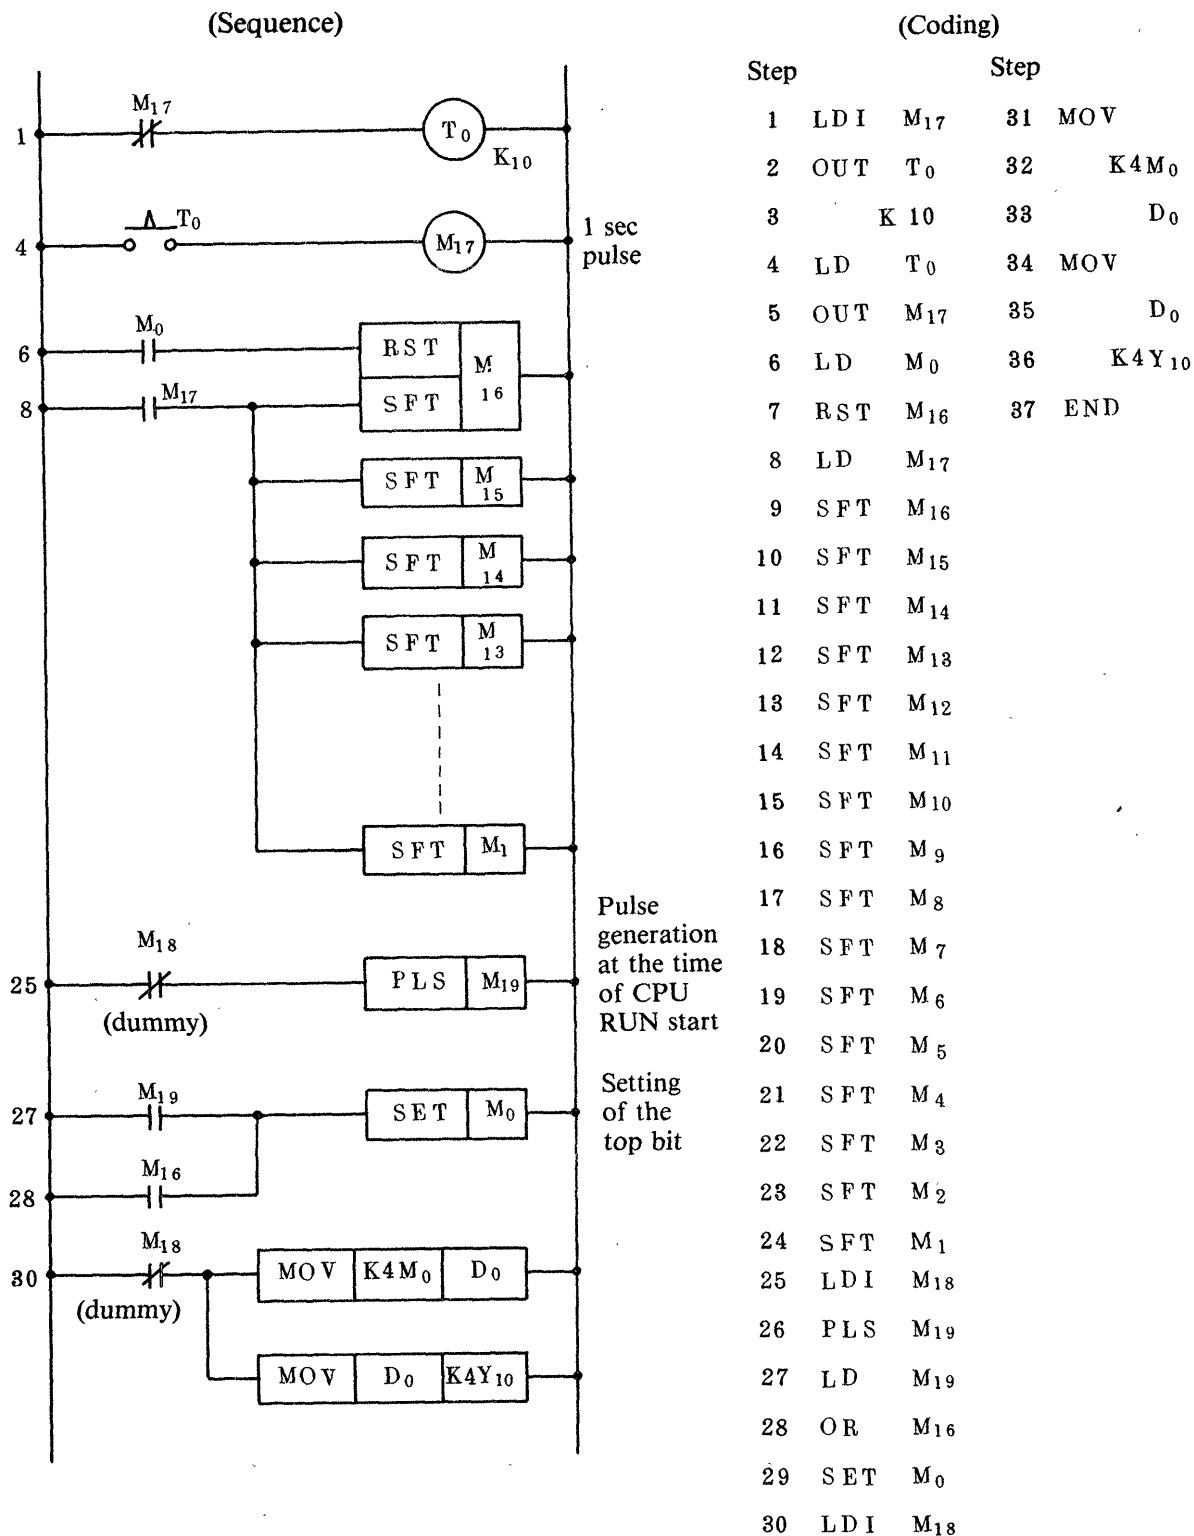 (Sequence)
M17
1
T0
K10
T0
4
M17
1 sec
pulse
M0
6
RST
M
16
8
M17
SFT
SFT
M
15
SFT
M
14
SFT
M
13
SFT
M1
M18
25
(dummy)
PLS
M19
Pulse
generation
at the time
of CPU
RUN start
M19
27
SET
M0
Setting
of the
top bit
M16
28
M18
30
(dummy)
MOV
K4M0
D0
MOV
D0
K4Y10
(Coding)
Step
1 LDI M17
2 OUT T0
3 K 10
4 LD T0
5 OUT M17
6 LD M0
7 RST M16
8 LD M17
9 SFT M16
10 SFT M15
11 SFT M14
12 SFT M13
13 SFT M12
14 SFT M11
15 SFT M10
16 SFT M9
17 SFT M8
18 SFT M7
19 SFT M6
20 SFT M5
21 SFT M4
22 SFT M3
23 SFT M2
24 SFT M1
25 LDI M18
26 PLS M19
27 LD M19
28 OR M16
29 SET M0
30 LDI M18
Step
31 MOV
32 K4M0
33 D0
34 MOV
35 D0
36 K4Y10
37 END